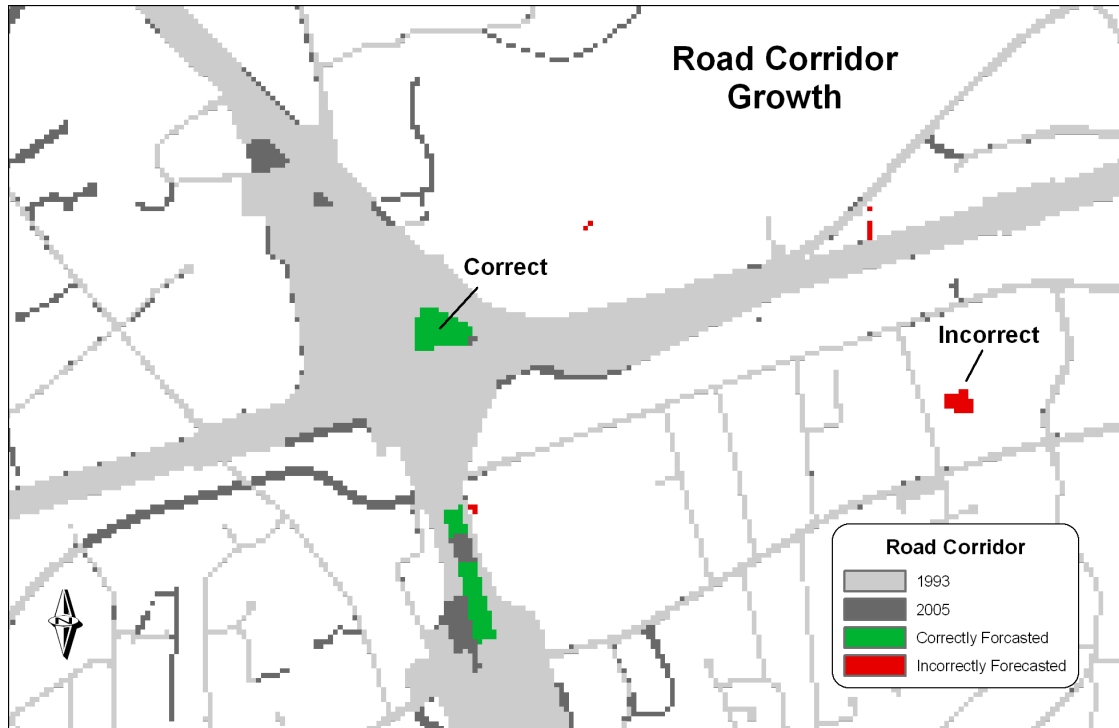 Road Corridor
Growth
Correct
Incorrect
Road Corridor
1993
2005
Correctly Forcasted
Incorrectly Forecasted
N